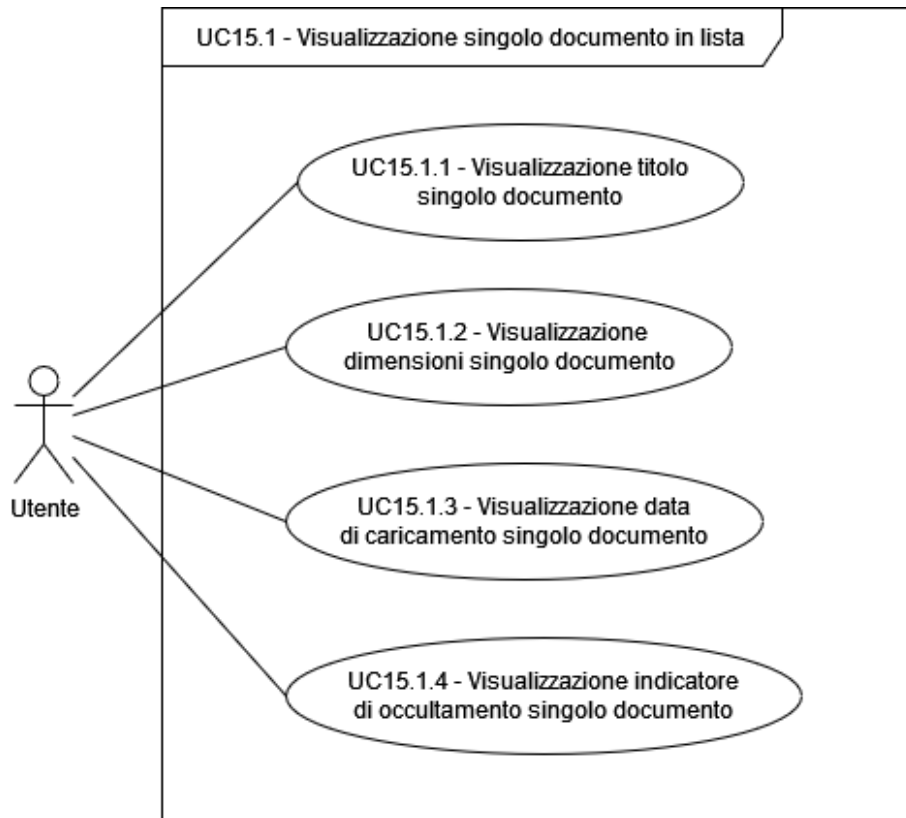 UC15.1 - Visualizzazione singolo documento in lista
UC15.1.1 - Visualizzazione titolo
singolo documento
UC15.1.2 - Visualizzazione
dimensioni singolo documento
UC15.1.3 - Visualizzazione data
di caricamento singolo documento
Utente
UC15.1.4 - Visualizzazione indicatore
di occultamento singolo documento